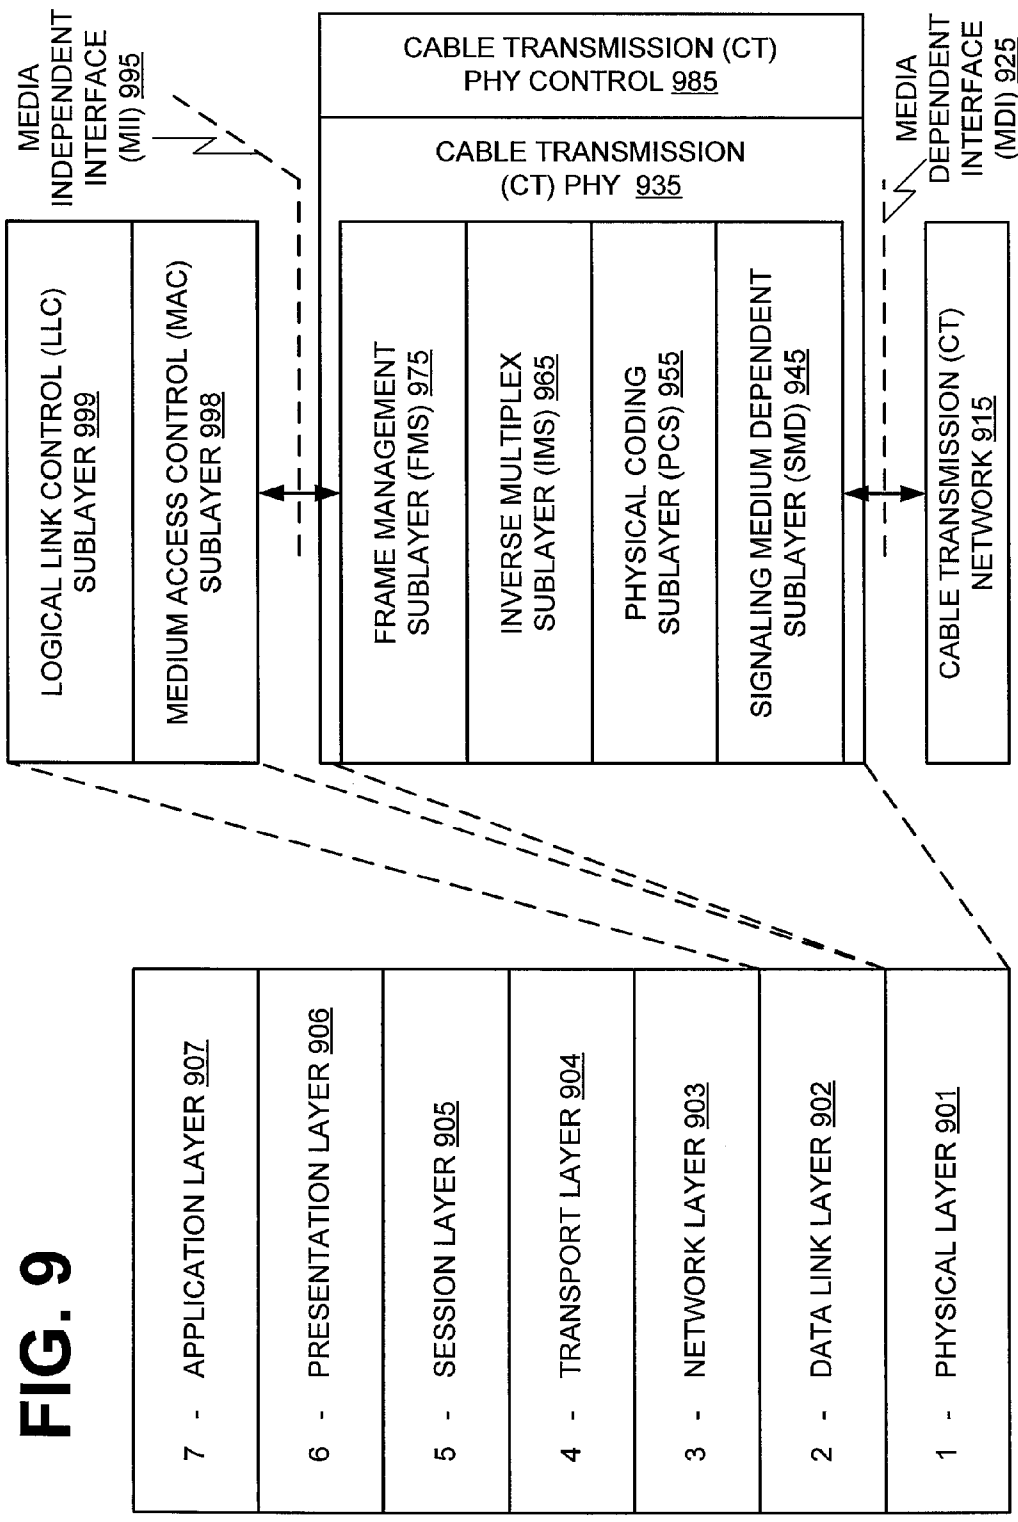 FIG. 9
7 - APPLICATION LAYER 907
6 - PRESENTATION LAYER 906
5 - SESSION LAYER 905
4 - TRANSPORT LAYER 904
3 - NETWORK LAYER 903
2 - DATA LINK LAYER 902
1 - PHYSICAL LAYER 901
LOGICAL LINK CONTROL (LLC)
SUBLAYER 999
MEDIUM ACCESS CONTROL (MAC)
SUBLAYER 998
MEDIA
INDEPENDENT
INTERFACE
(MII) 995
CABLE TRANSMISSION (CT)
PHY CONTROL 985
CABLE TRANSMISSION
(CT) PHY 935
FRAME MANAGEMENT
SUBLAYER (FMS) 975
INVERSE MULTIPLEX
SUBLAYER (IMS) 965
PHYSICAL CODING
SUBLAYER (PCS) 955
SIGNALING MEDIUM DEPENDENT
SUBLAYER (SMD) 945
MEDIA
DEPENDENT
INTERFACE
(MDI) 925
CABLE TRANSMISSION (CT)
NETWORK 915